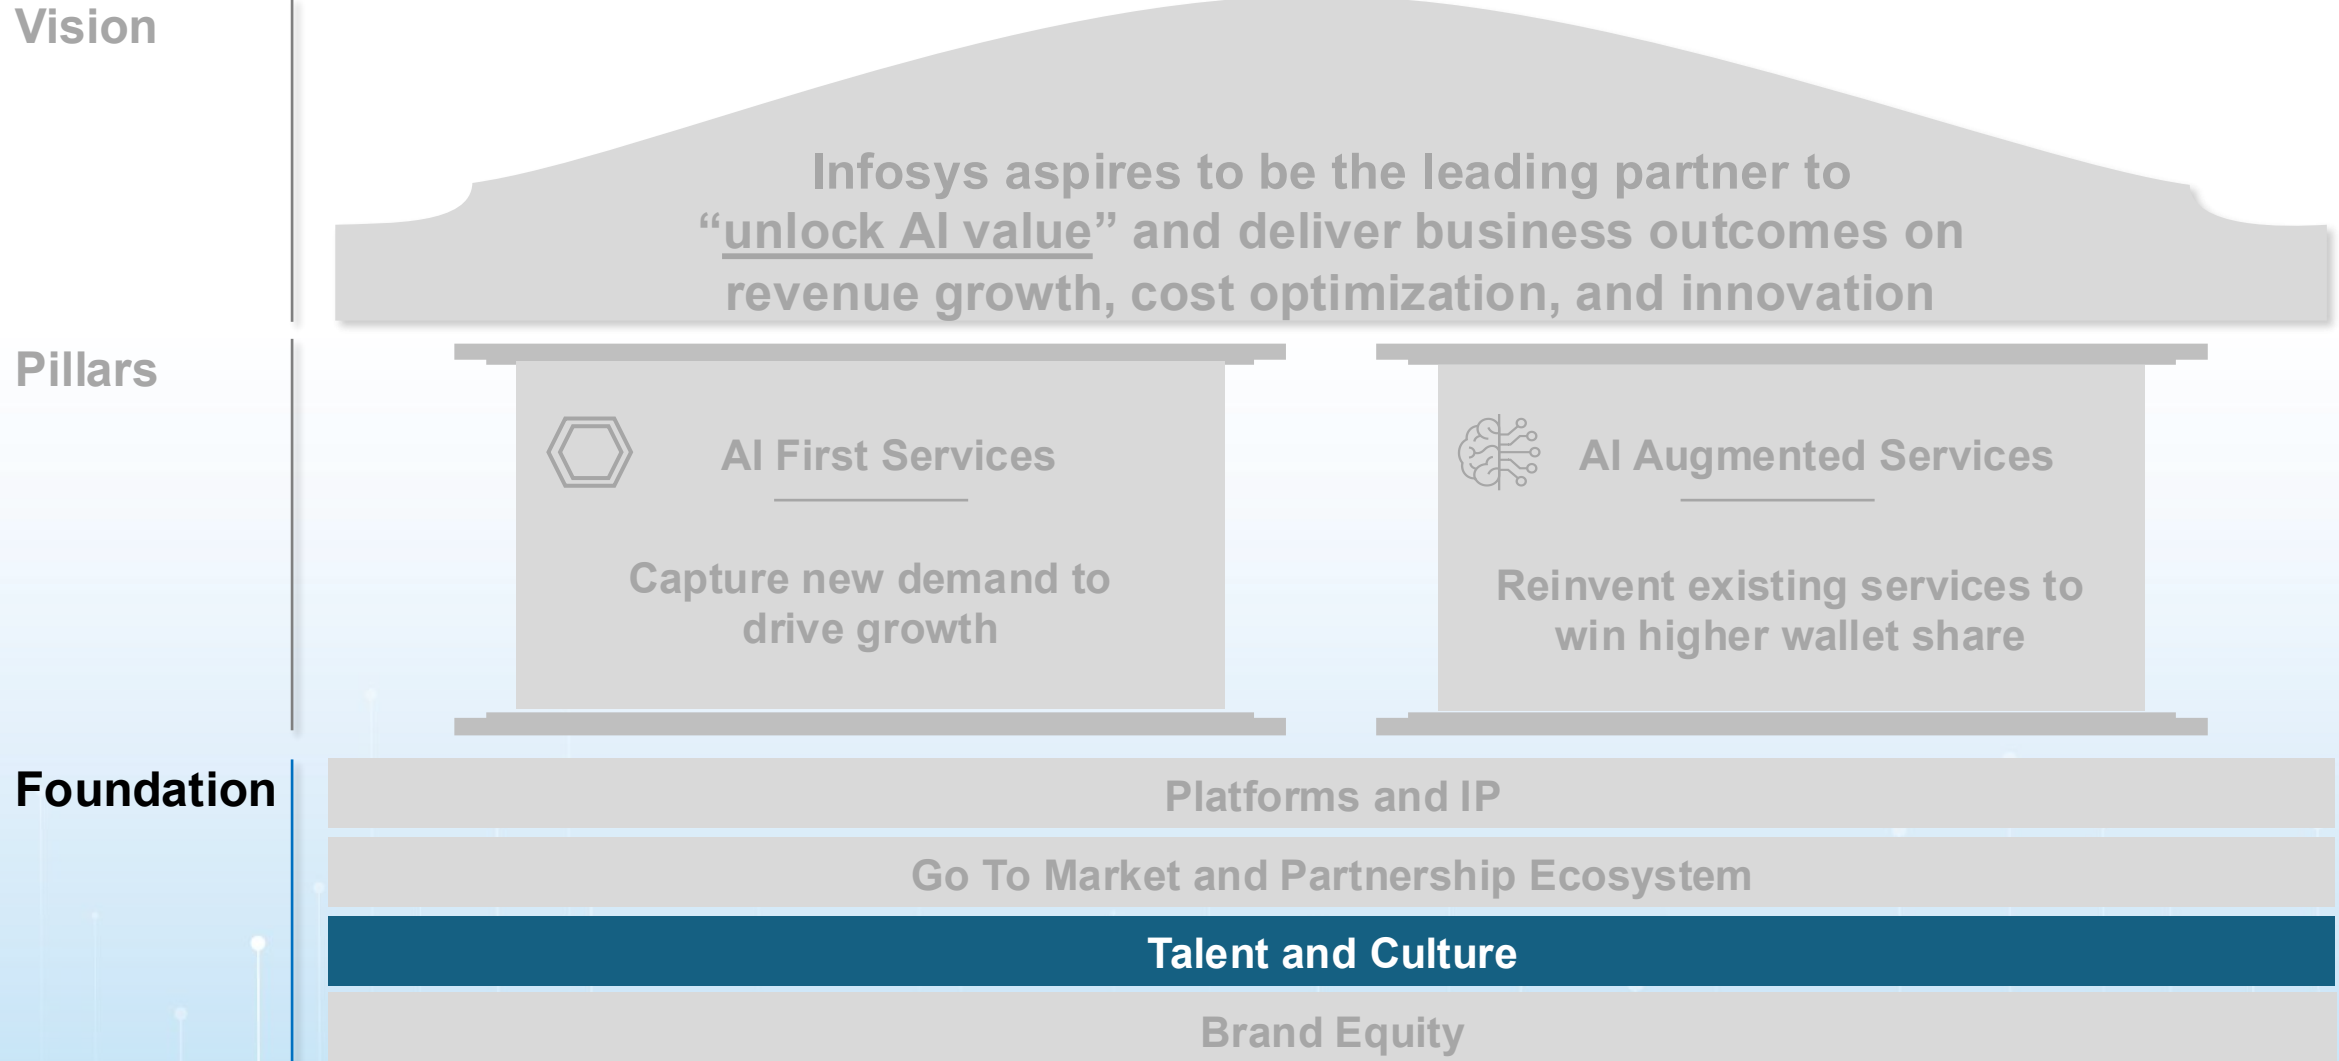 Vision
Infosys aspires to be the leading partner to
“unlock AI value” and deliver business outcomes on
revenue growth, cost optimization, and innovation
Pillars
AI First Services
Capture new demand to
drive growth
AI Augmented Services
Reinvent existing services to
win higher wallet share
Foundation
Platforms and IP
Go To Market and Partnership Ecosystem
Talent and Culture
Brand Equity